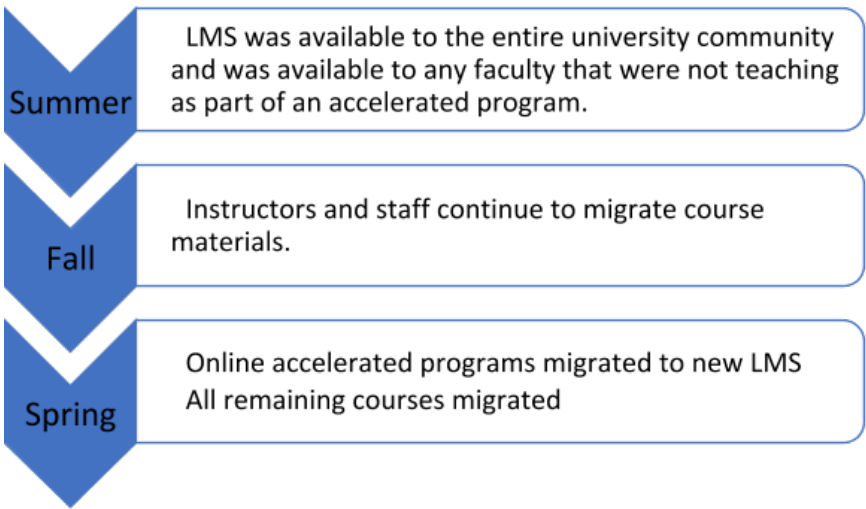 Summer
LMS was available to the entire university community
and was available to any faculty that were not teaching
as part of an accelerated program.
Fall
Instructors and staff continue to migrate course
materials.
Spring
Online accelerated programs migrated to new LMS
All remaining courses migrated